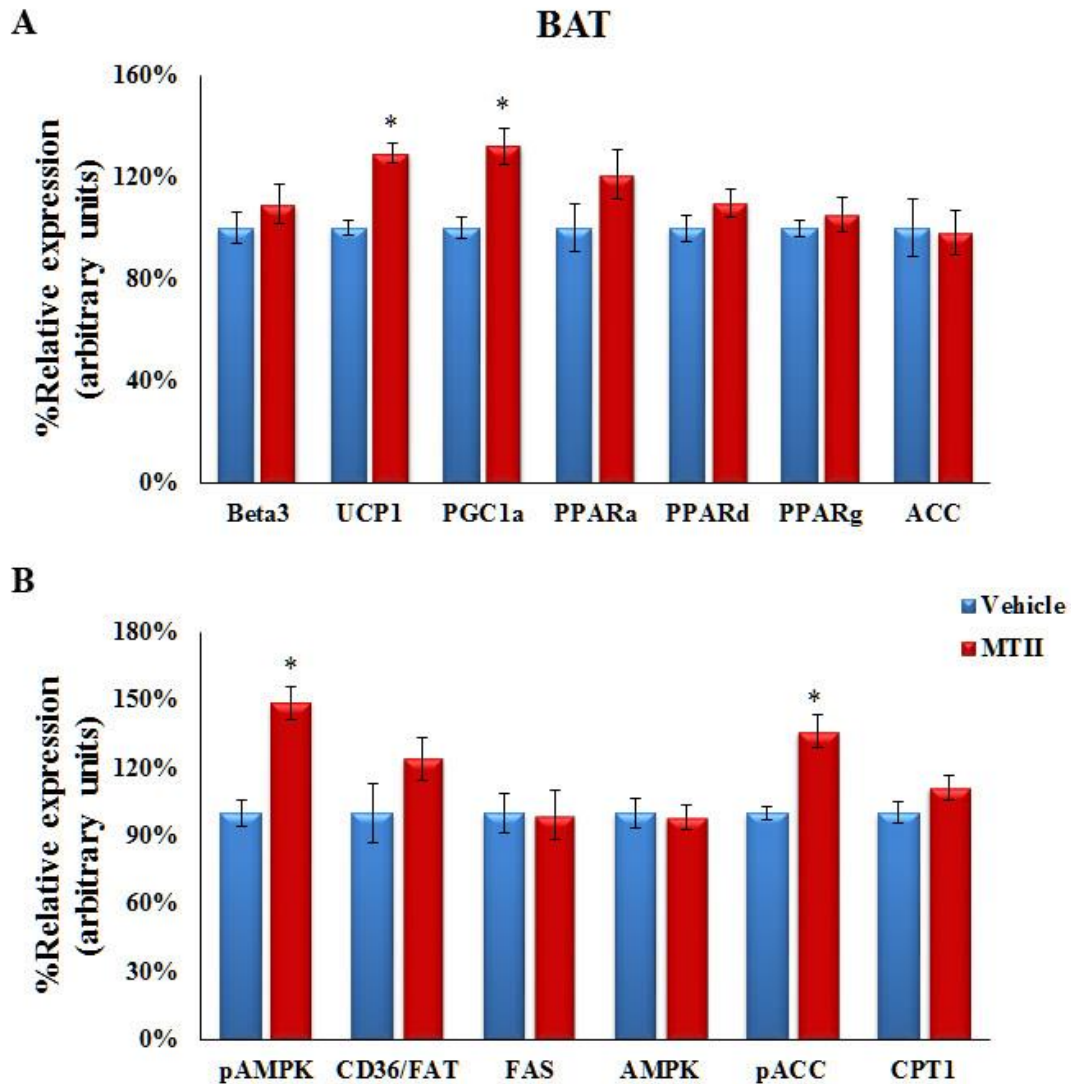 A
BAT
%Relative expression
(arbitrary units)
160%
120%
80%
40%
0%
Beta3 UCP1 PGC1a PPARa PPARd PPARg ACC
* *
B
Vehicle
MTII
%Relative expression
(arbitrary units)
180%
150%
120%
90%
60%
30%
0%
* *
pAMPK CD36/FAT FAS AMPK pACC CPT1